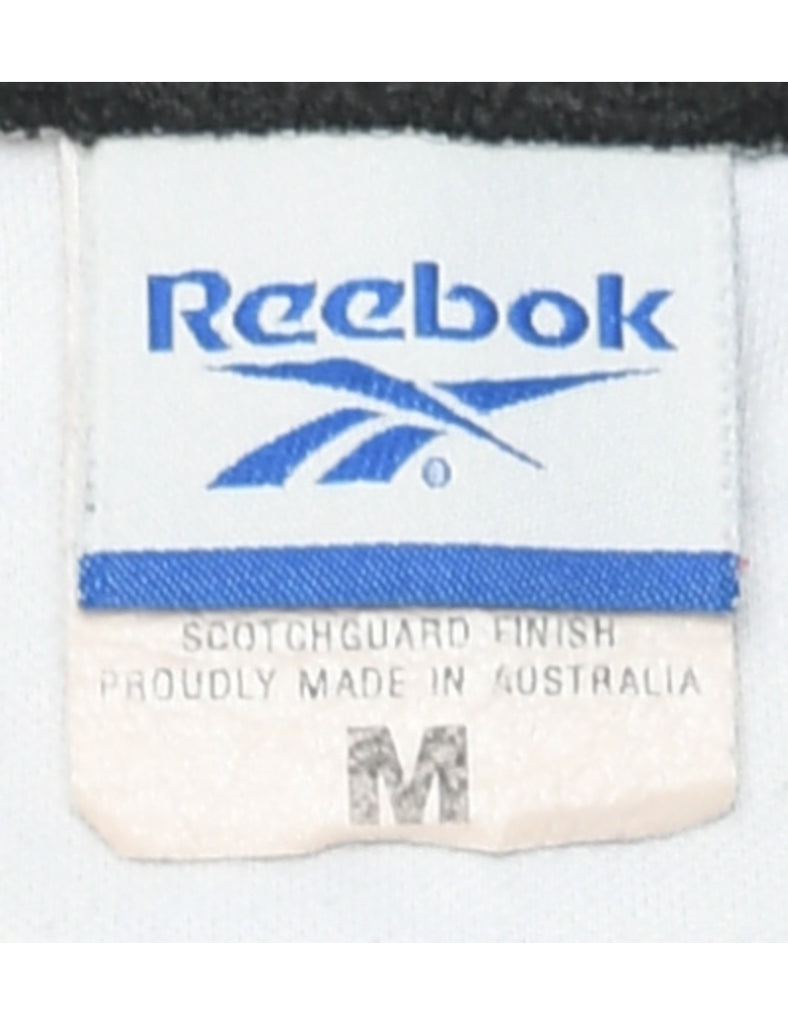 Reebok
®
SCOTCHGUARD FINISH
PROUDLY MADE IN AUSTRALIA
M